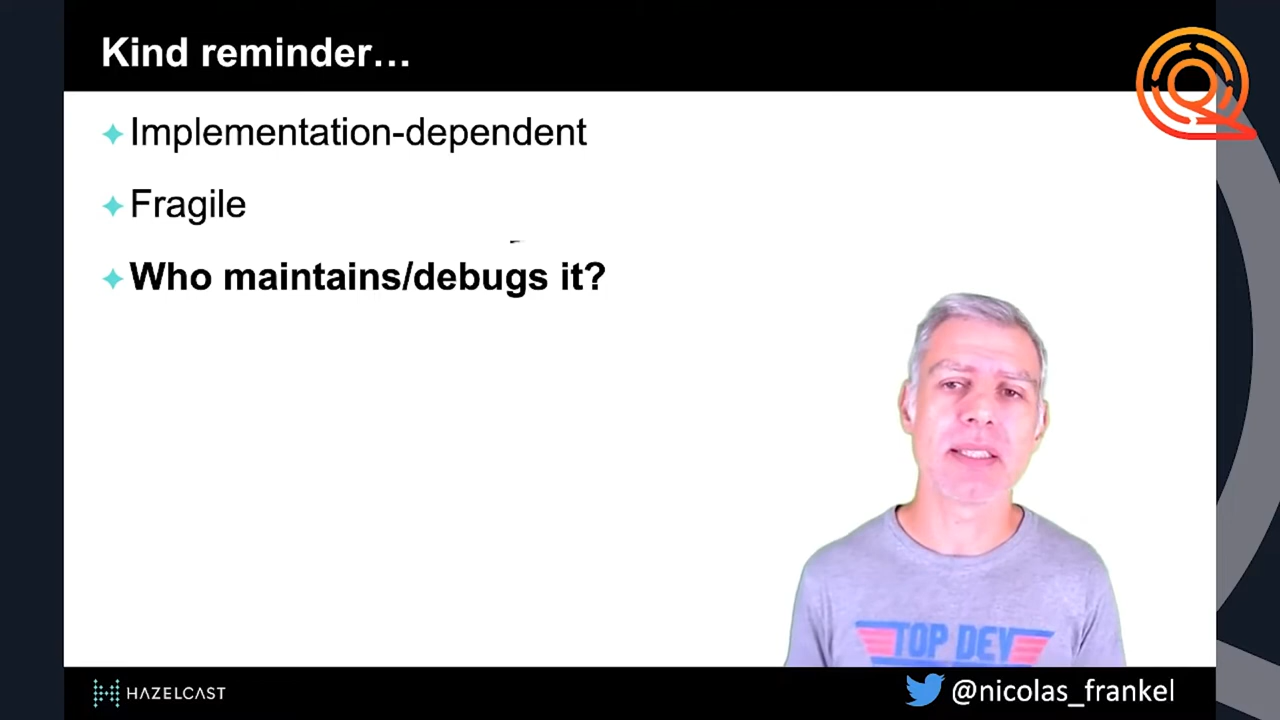 Kind reminder…
Implementation-dependent
Fragile
Who maintains/debugs it?
TOP DEV
HAZELCAST
@nicolas_frankel